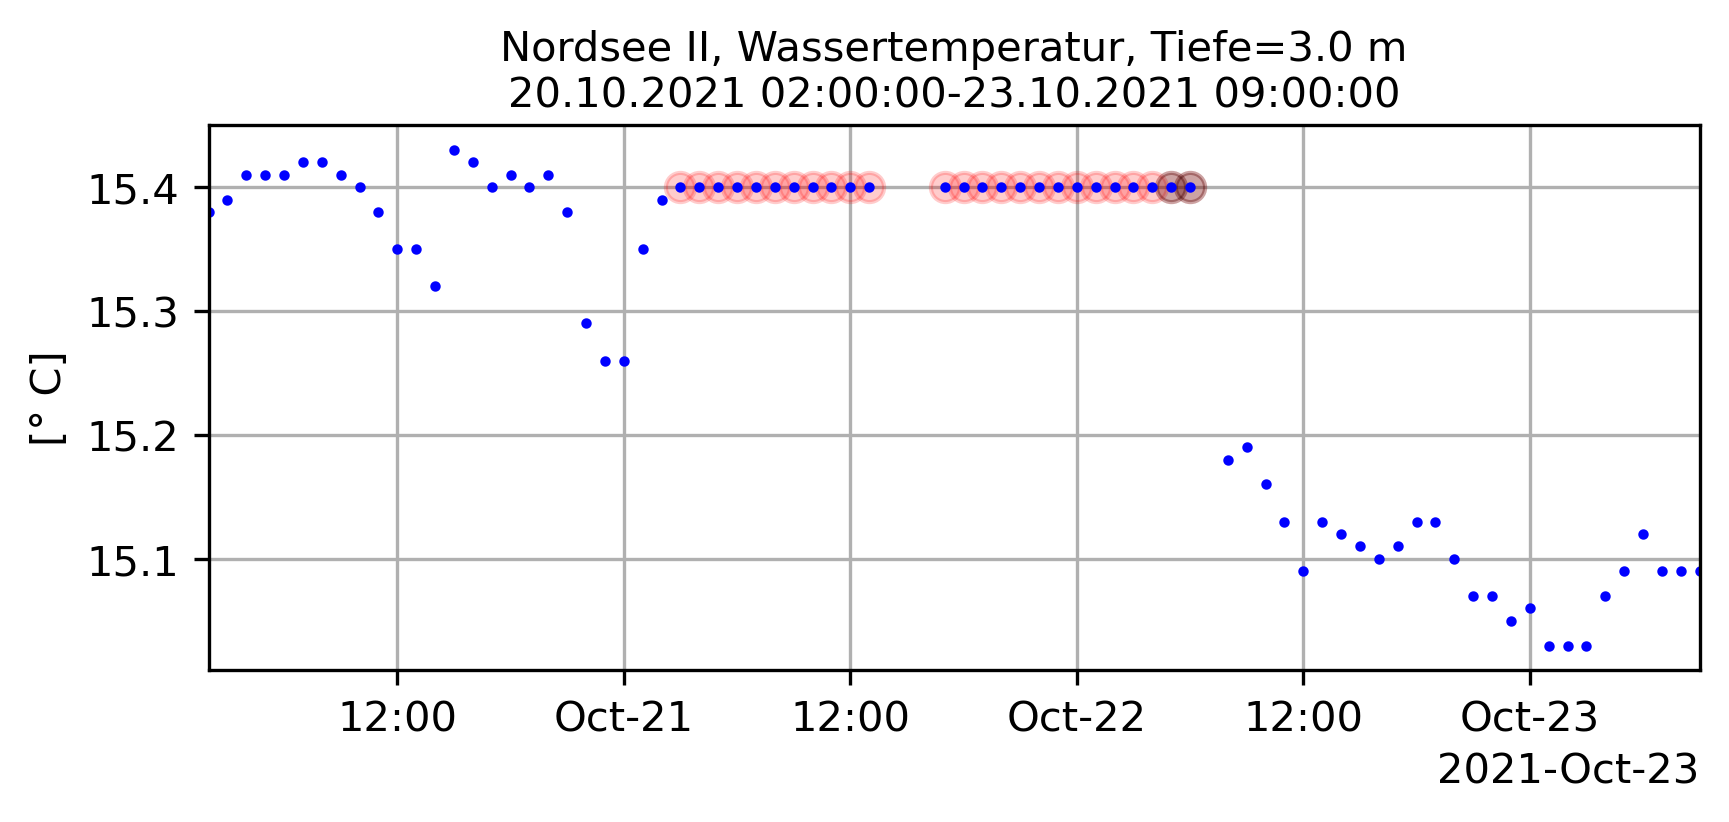 Nordsee II, Wassertemperatur, Tiefe=3.0 m
20.10.2021 02:00:00-23.10.2021 09:00:00
[° C]
15.4
15.3
15.2
15.1
12:00 Oct-21 12:00 Oct-22 12:00 Oct-23
2021-Oct-23